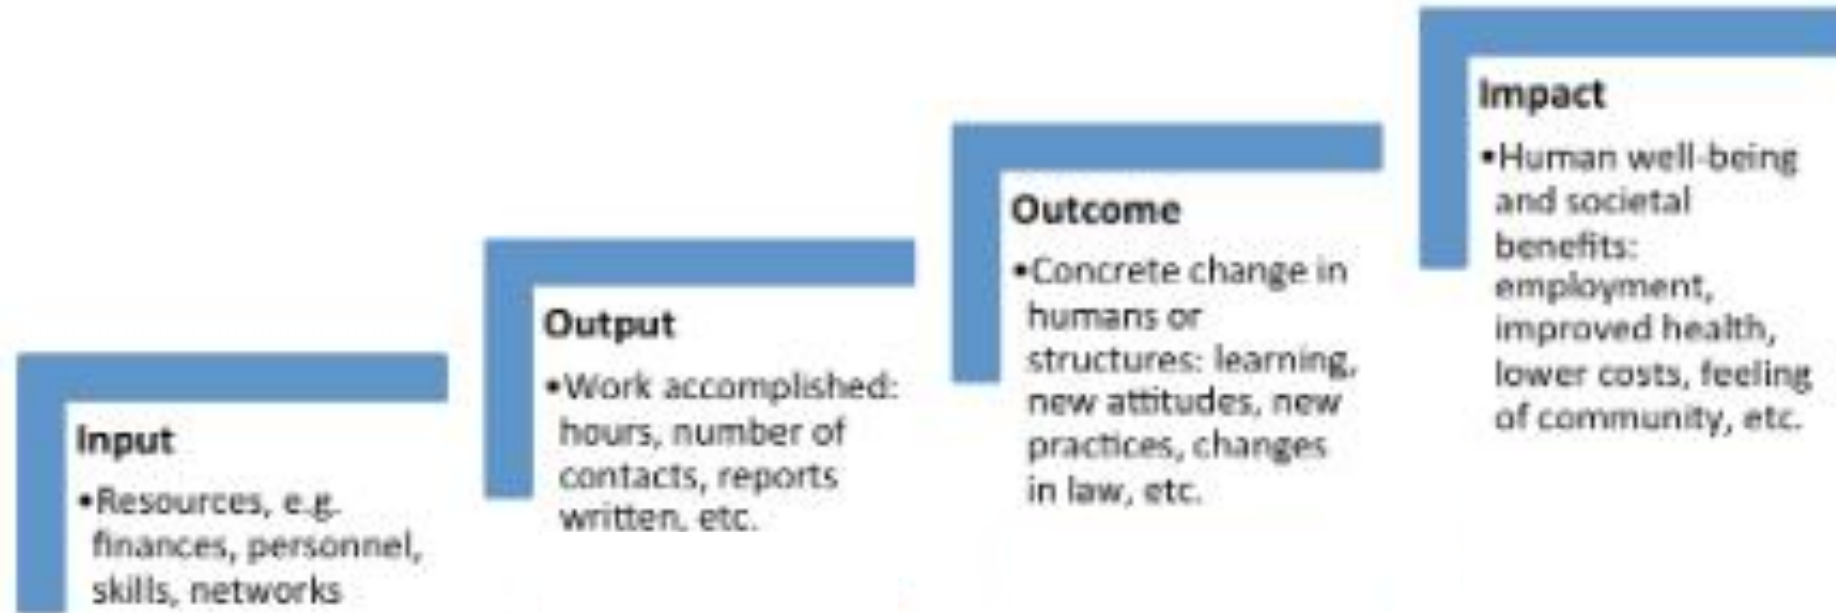 Input
•Resources, e.g.
finances, personnel,
skills, networks
Output
•Work accomplished:
hours, number of
contacts, reports
written, etc.
Outcome
•Concrete change in
humans or
structures: learning,
new attitudes, new
practices, changes
in law, etc.
Impact
•Human well-being
and societal
benefits:
employment,
improved health,
lower costs, feeling
of community, etc.